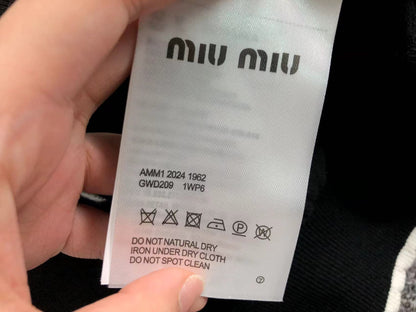 miu miu
AMM1 2024 1962
GWD209 1WP6
P W
DO NOT NATURAL DRY
IRON UNDER DRY CLOTH
DO NOT SPOT CLEAN
7